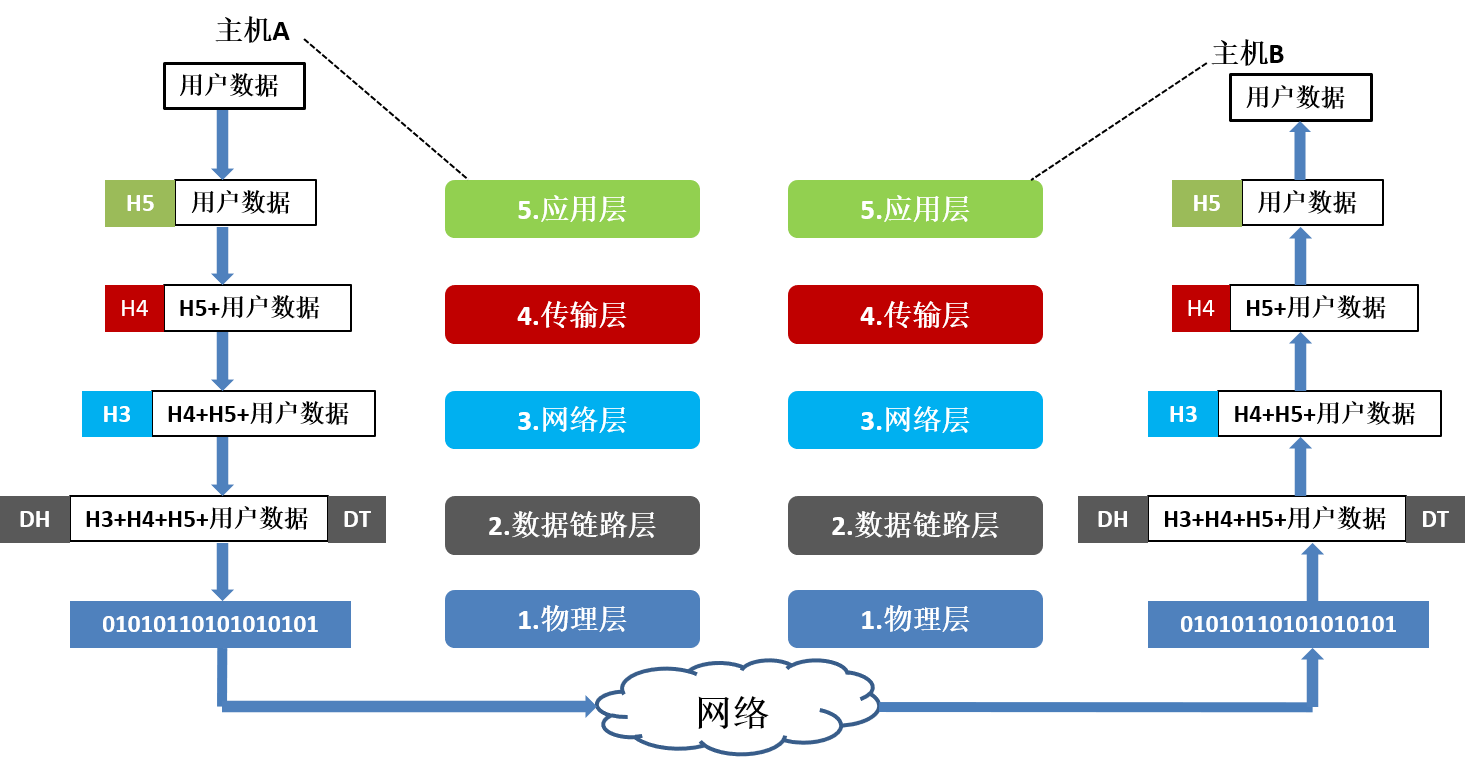 主机A
主机B
用户数据
用户数据
H5 用户数据
5.应用层
5.应用层
H5 用户数据
H4 H5+用户数据
4.传输层
4.传输层
H4 H5+用户数据
H3 H4+H5+用户数据
3.网络层
3.网络层
H3 H4+H5+用户数据
DH H3+H4+H5+用户数据 DT
2.数据链路层
2.数据链路层
DH H3+H4+H5+用户数据 DT
01010110101010101
1.物理层
1.物理层
01010110101010101
网络